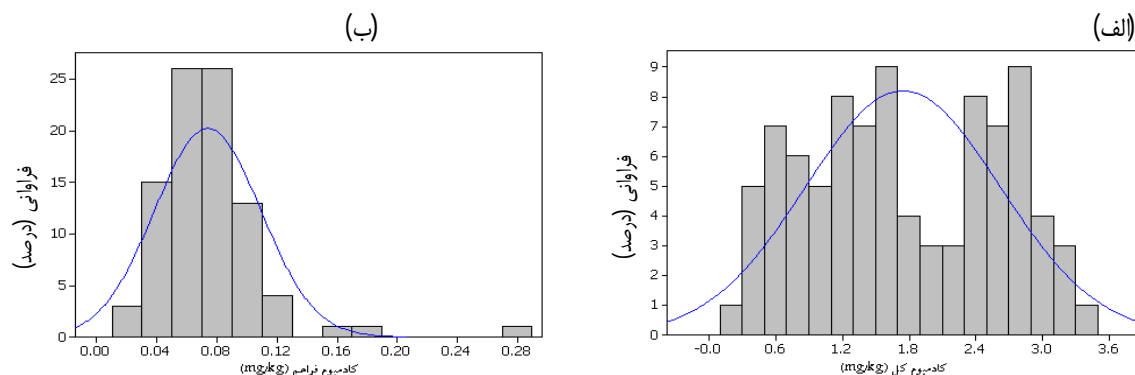 (الف)
فراوانی (درصد)
9
8
7
6
5
4
3
2
1
0
-0.0 0.6 1.2 1.8 2.4 3.0 3.6
کادمیوم کل (mg/kg)
(ب)
فراوانی (درصد)
25
20
15
10
5
0
0.00 0.04 0.08 0.12 0.16 0.20 0.24 0.28
کادمیوم فراهم (mg/kg)